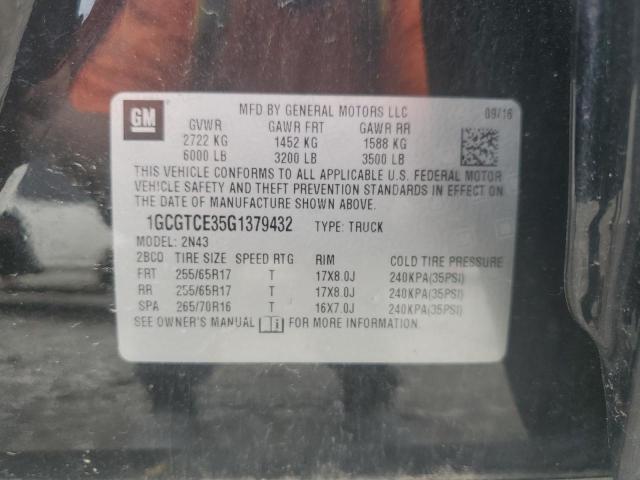 GM
MFD BY GENERAL MOTORS LLC 09/16
GVWR GAWR FRT GAWR RR
2722 KG 1452 KG 1588 KG
6000 LB 3200 LB 3500 LB
THIS VEHICLE CONFORMS TO ALL APPLICABLE U.S. FEDERAL MOTOR
VEHICLE SAFETY AND THEFT PREVENTION STANDARDS IN EFFECT ON
THE DATE OF MANUFACTURE SHOWN ABOVE.
1GCGTCE35G1379432 TYPE: TRUCK
MODEL: 2N43
2BCQ TIRE SIZE SPEED RTG RIM COLD TIRE PRESSURE
FRT 255/65R17 T 17X8.0J 240KPA(35PSI)
RR 255/65R17 T 17X8.0J 240KPA(35PSI)
SPA 265/70R16 T 16X7.0J 240KPA(35PSI)
SEE OWNER'S MANUAL i FOR MORE INFORMATION.